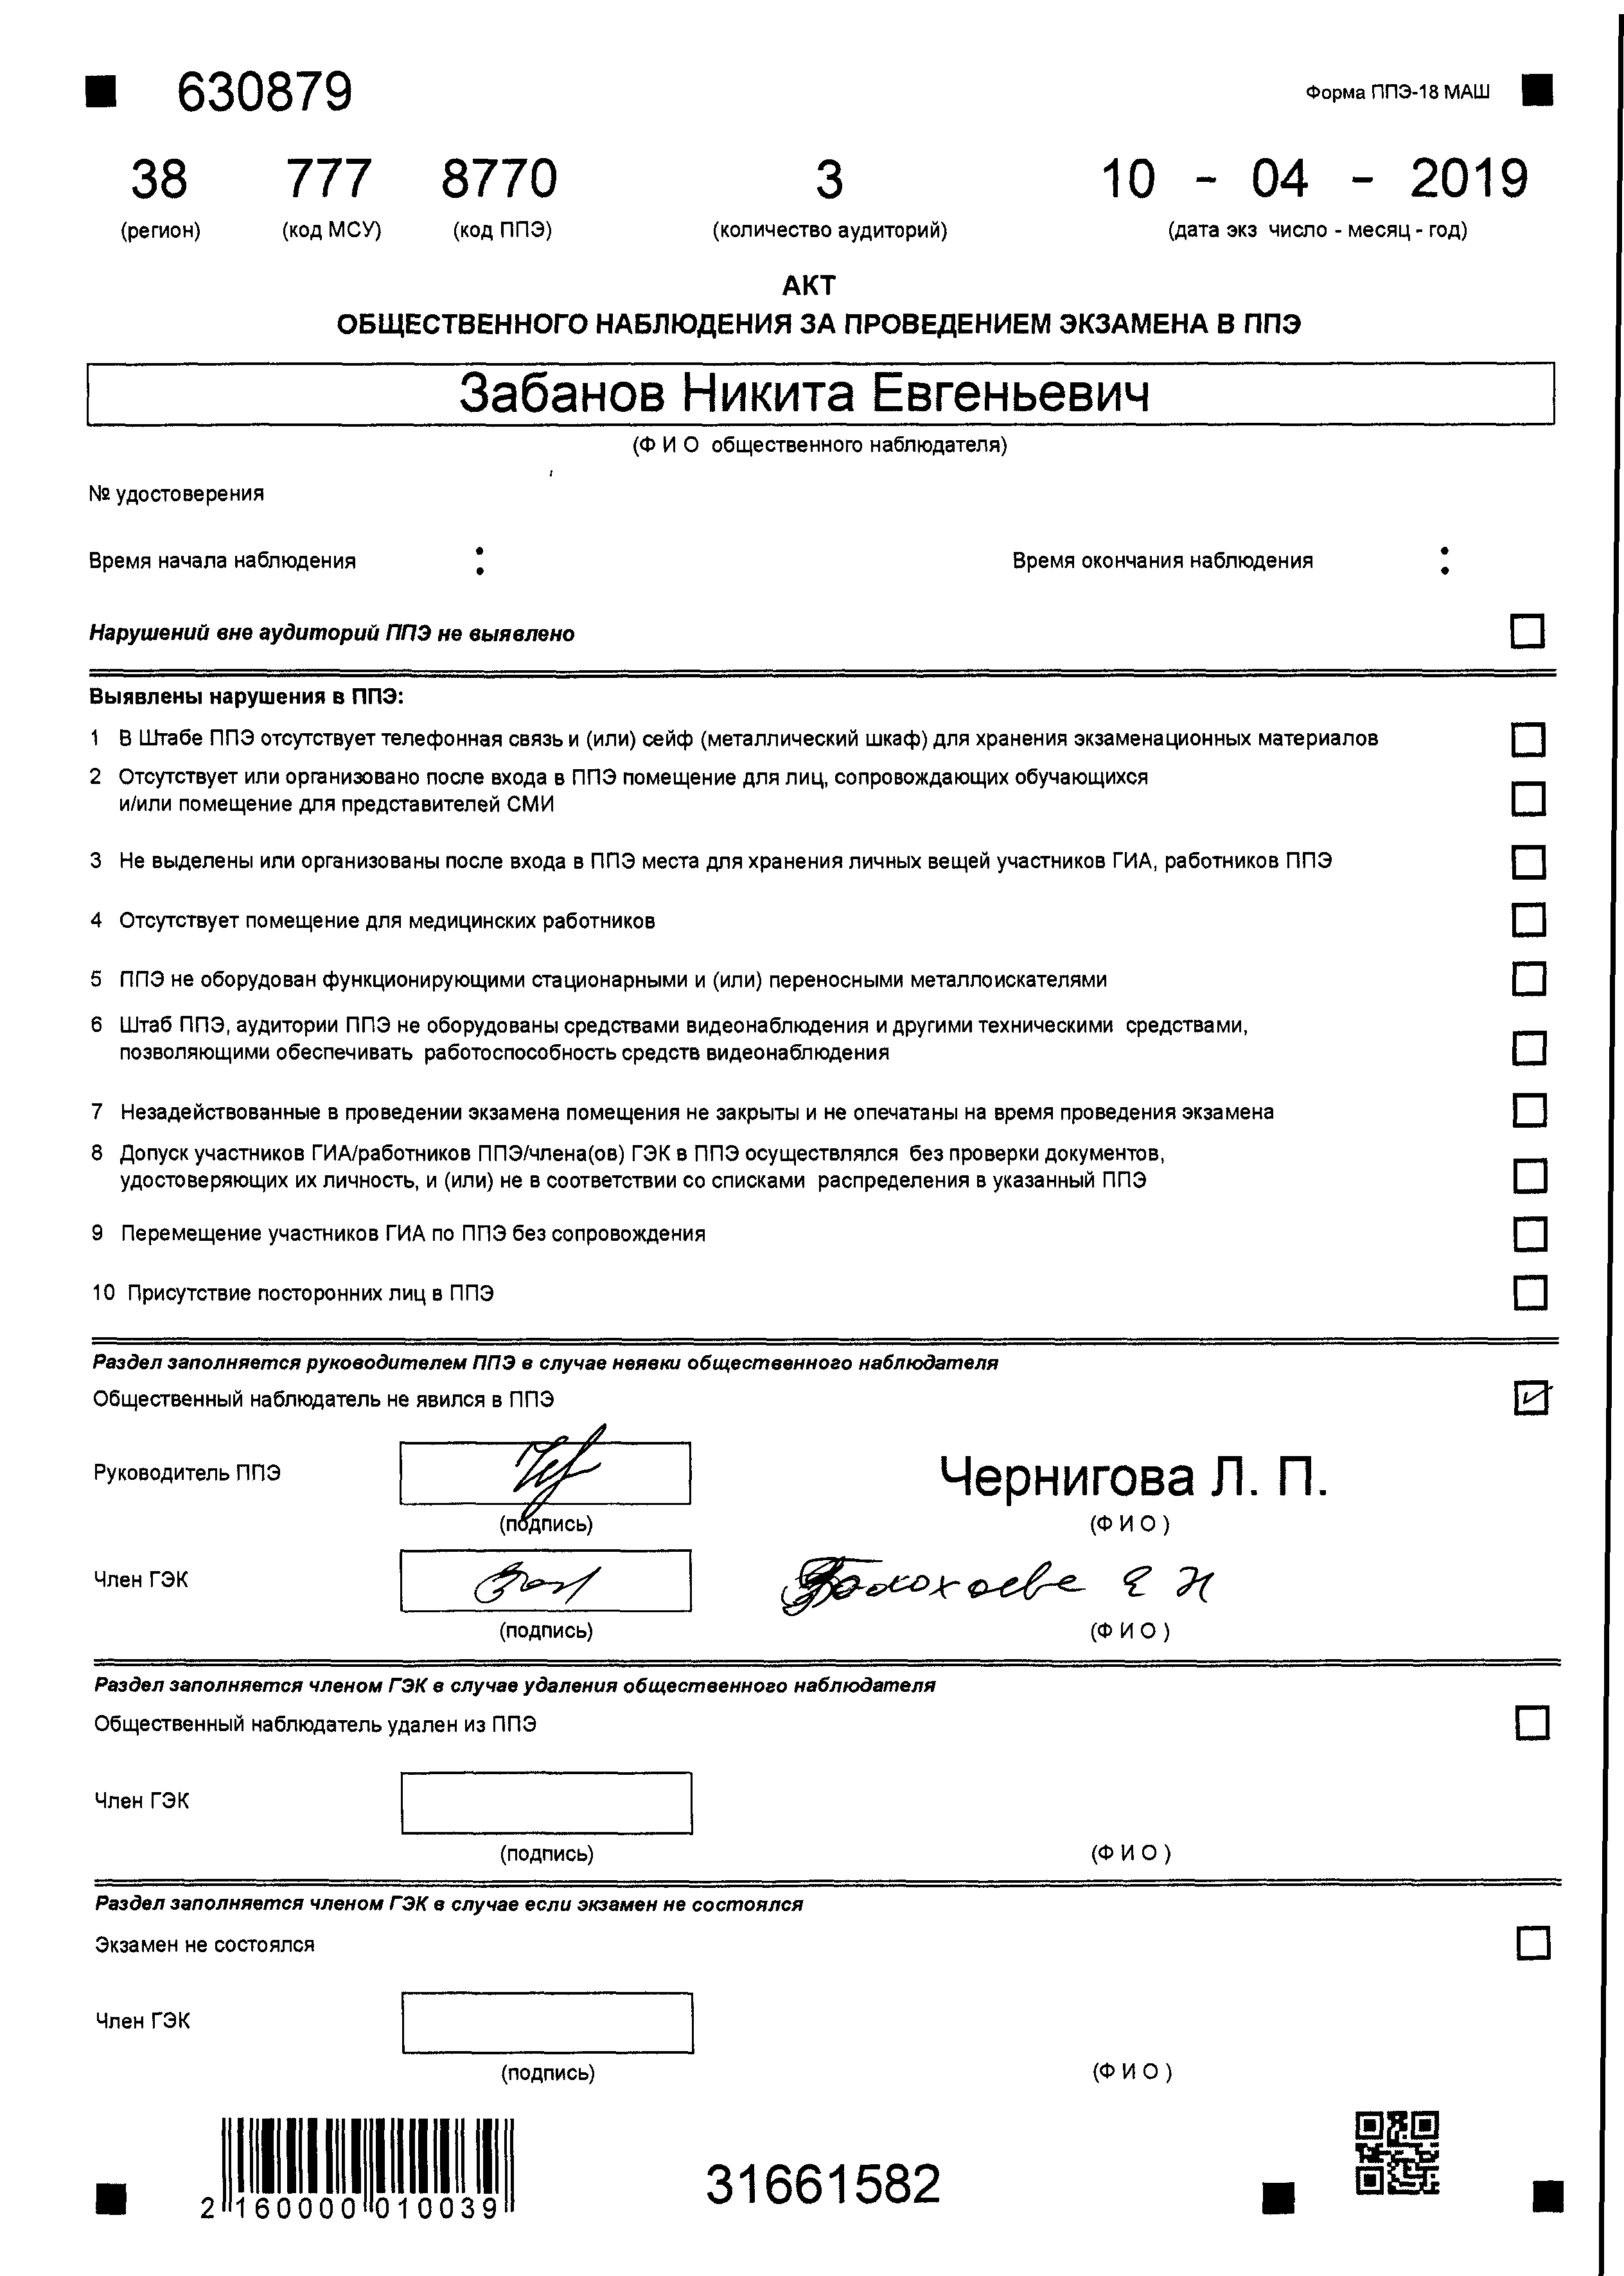 630879
Форма ППЭ-18 МАШ
38 777 8770 3 10 - 04 - 2019
(регион) (код МСУ) (код ППЭ) (количество аудиторий) (дата экз число - месяц - год)
АКТ
ОБЩЕСТВЕННОГО НАБЛЮДЕНИЯ ЗА ПРОВЕДЕНИЕМ ЭКЗАМЕНА В ППЭ
Забанов Никита Евгеньевич
(Ф И О общественного наблюдателя)
№ удостоверения
Время начала наблюдения : Время окончания наблюдения :
Нарушений вне аудиторий ППЭ не выявлено
Выявлены нарушения в ППЭ:
1 В Штабе ППЭ отсутствует телефонная связь и (или) сейф (металлический шкаф) для хранения экзаменационных материалов
2 Отсутствует или организовано после входа в ППЭ помещение для лиц, сопровождающих обучающихся
и/или помещение для представителей СМИ
3 Не выделены или организованы после входа в ППЭ места для хранения личных вещей участников ГИА, работников ППЭ
4 Отсутствует помещение для медицинских работников
5 ППЭ не оборудован функционирующими стационарными и (или) переносными металлоискателями
6 Штаб ППЭ, аудитории ППЭ не оборудованы средствами видеонаблюдения и другими техническими средствами,
позволяющими обеспечивать работоспособность средств видеонаблюдения
7 Незадействованные в проведении экзамена помещения не закрыты и не опечатаны на время проведения экзамена
8 Допуск участников ГИА/работников ППЭ/члена(ов) ГЭК в ППЭ осуществлялся без проверки документов,
удостоверяющих их личность, и (или) не в соответствии со списками распределения в указанный ППЭ
9 Перемещение участников ГИА по ППЭ без сопровождения
10 Присутствие посторонних лиц в ППЭ
Раздел заполняется руководителем ППЭ в случае неявки общественного наблюдателя
Общественный наблюдатель не явился в ППЭ
Руководитель ППЭ Чернигова Л. П.
(подпись) (Ф И О )
Член ГЭК Е Н
(подпись) (Ф И О )
Раздел заполняется членом ГЭК в случае удаления общественного наблюдателя
Общественный наблюдатель удален из ППЭ
Член ГЭК
(подпись) (Ф И О )
Раздел заполняется членом ГЭК в случае если экзамен не состоялся
Экзамен не состоялся
Член ГЭК
(подпись) (Ф И О )
2 160000 010039
31661582